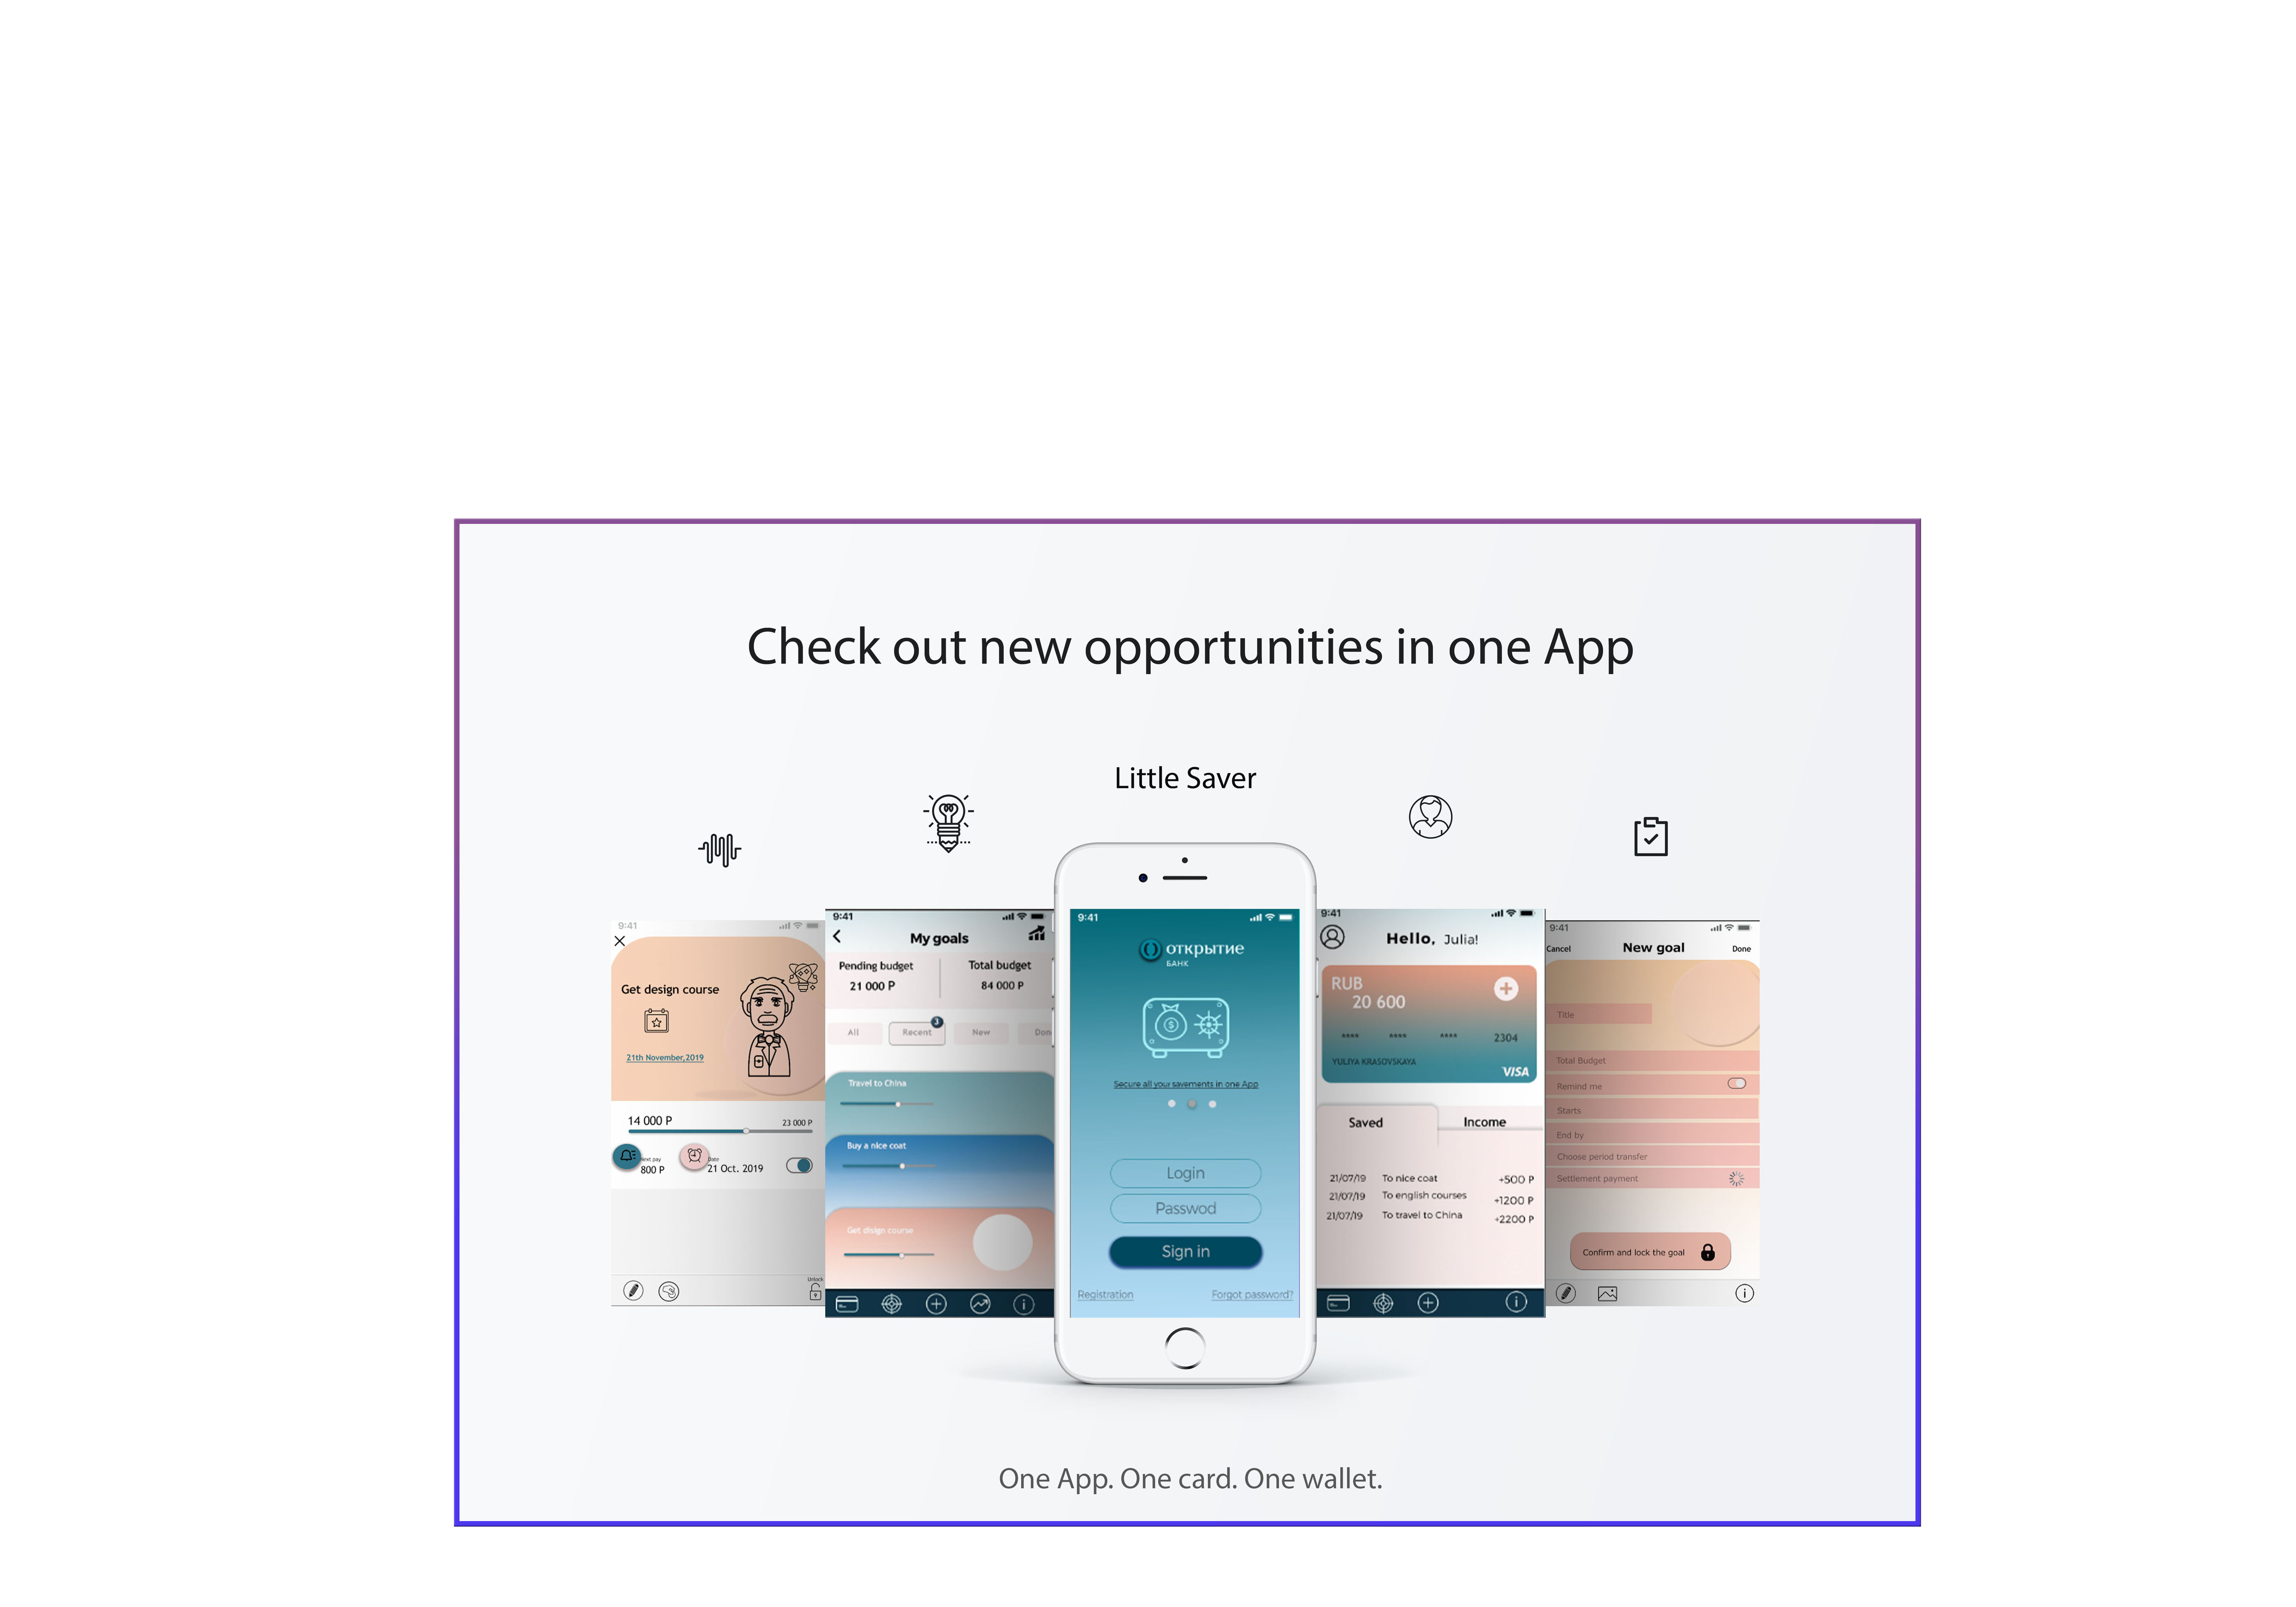 Check out new opportunities in one App
Little Saver
9:41
Get design course
21th November,2019
14 000 P
23 000 P
Next pay
800 P
Date
21 Oct. 2019
Unlock
9:41
My goals
Pending budget
21 000 P
Total budget
84 000 P
All
Recent
3
New
Don
Travel to China
Buy a nice coat
Get disign course
9:41
открытие
БАНК
Secure all your savements in one App
Login
Passwod
Sign in
Registration
Forgot password?
9:41
Hello, Julia!
RUB
20 600
**** **** **** 2304
YULIYA KRASOVSKAYA
VISA
Saved
Income
21/07/19 To nice coat +500 P
21/07/19 To english courses +1200 P
21/07/19 To travel to China +2200 P
9:41
Cancel
New goal
Done
Title
Total Budget
Remind me
Starts
End by
Choose period transfer
Settlement payment
Confirm and lock the goal
One App. One card. One wallet.